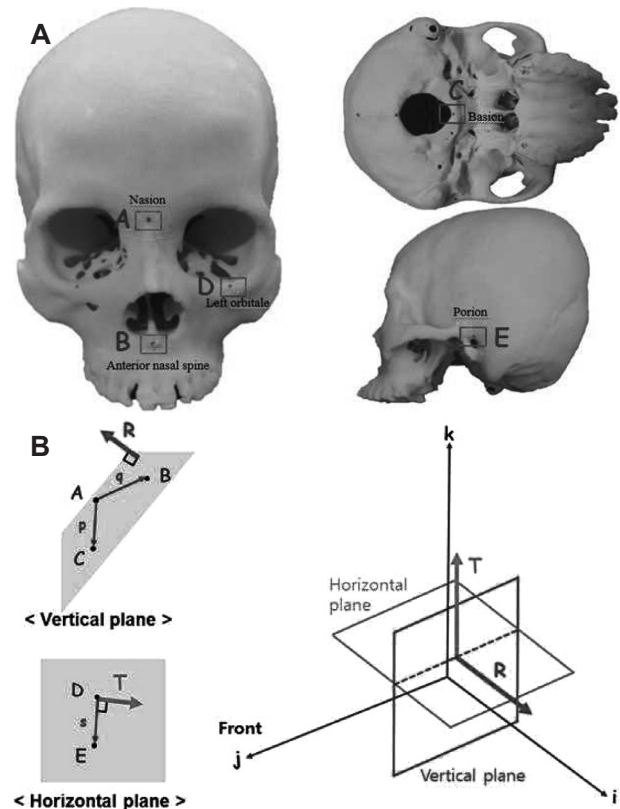 A
Nasion
A
D
Left orbitale
B
Anterior nasal spine
C
Basion
Porion
E
B
R
A
q
B
p
C
< Vertical plane >
D
T
s
E
< Horizontal plane >
k
T
Horizontal
plane
R
Front
j
Vertical plane
i